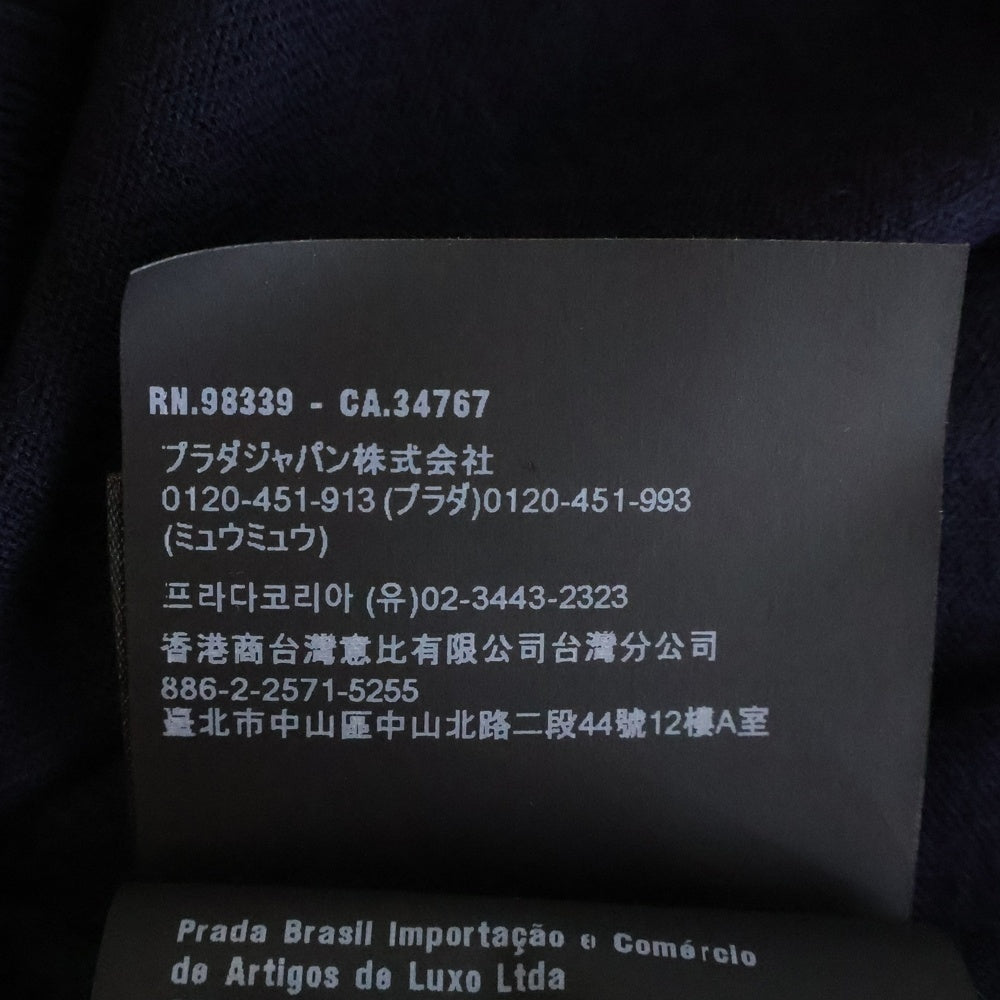 RN.98339 - CA.34767
プラダジャパン株式会社
0120-451-913 (プラダ)0120-451-993
(ミュウミュウ)
프라다코리아 (유)02-3443-2323
香港商台灣意比有限公司台灣分公司
886-2-2571-5255
臺北市中山區中山北路二段44號12樓A室
Prada Brasil Importação e Comércio
de Artigos de Luxo Ltda